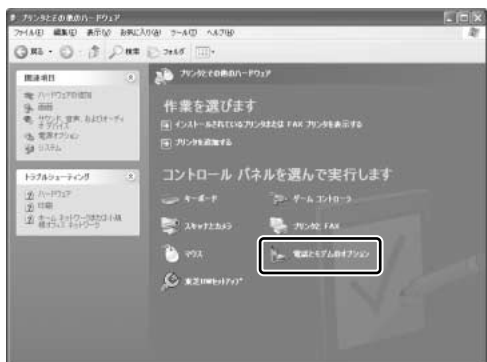 プリンタとその他のハードウェア
ファイル(F) 編集(E) 表示(V) お気に入り(A) ツール(T) ヘルプ(H)
戻る 検索 フォルダ
関連項目
ハードウェアの追加
画面
サウンド、音声、およびオーディオ デバイス
電源オプション
システム
トラブルシューティング
ハードウェア
印刷
ホーム ネットワークまたは小規模オフィス ネットワーク
プリンタとその他のハードウェア
作業を選びます
インストールされているプリンタまたは FAX プリンタを表示する
プリンタを追加する
コントロール パネルを選んで実行します
キーボード ゲーム コントローラ
スキャナとカメラ プリンタと FAX
マウス 電話とモデムのオプション
東芝HWセットアップ